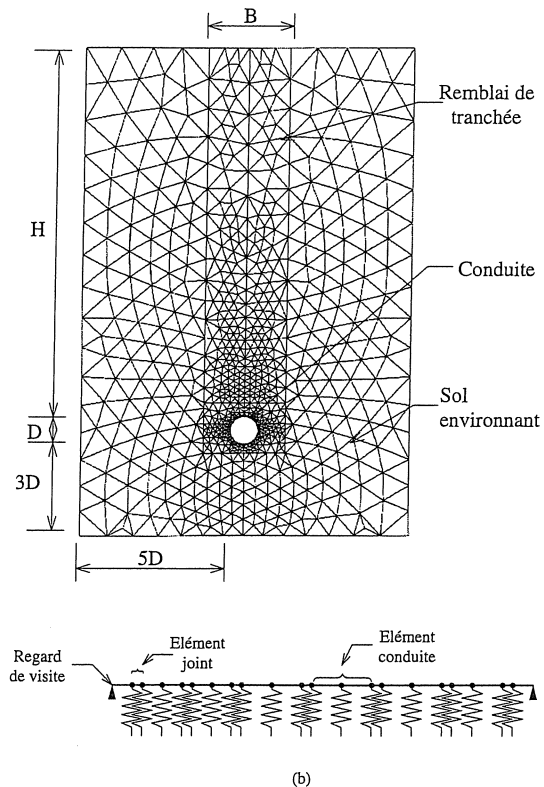 B
Remblai de
tranchée
H
Conduite
Sol
environnant
D
3D
5D
Elément
joint
Elément
conduite
Regard
de visite
(b)